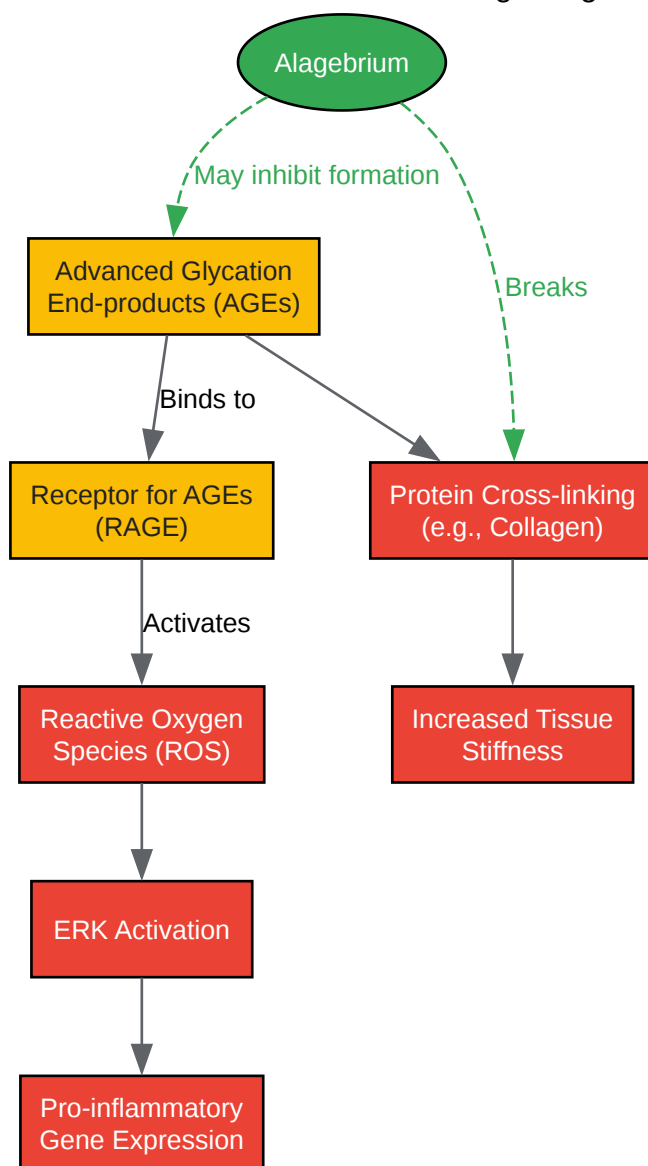 Alagebrium
May inhibit formation
Advanced Glycation
End-products (AGEs)
Breaks
Binds to
Receptor for AGEs
(RAGE)
Protein Cross-linking
(e.g., Collagen)
Activates
Reactive Oxygen
Species (ROS)
Increased Tissue
Stiffness
ERK Activation
Pro-inflammatory
Gene Expression